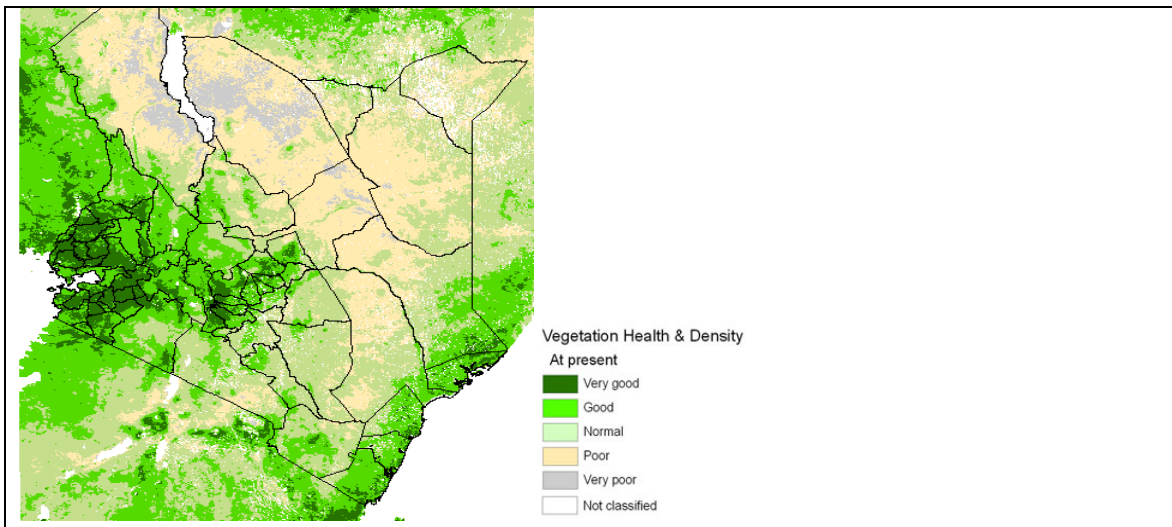 Vegetation Health & Density
At present
Very good
Good
Normal
Poor
Very poor
Not classified